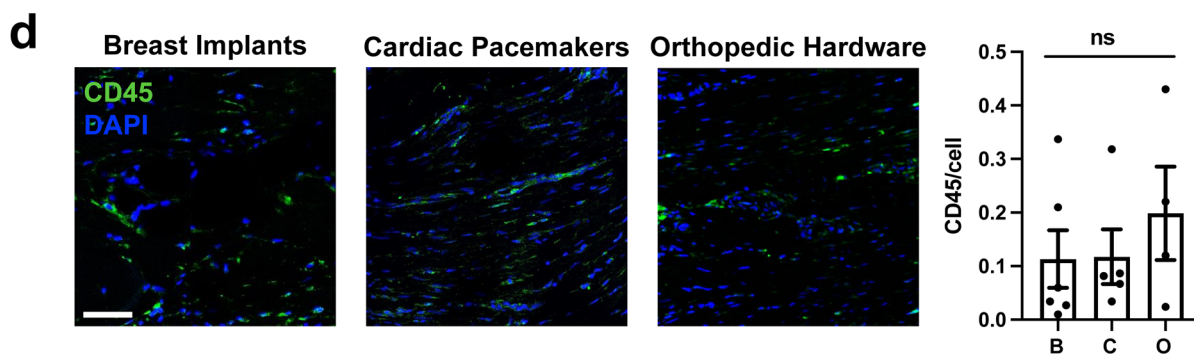 d
Breast Implants
Cardiac Pacemakers
Orthopedic Hardware
CD45
DAPI
ns
CD45/cell
0.5
0.4
0.3
0.2
0.1
0.0
B
C
O